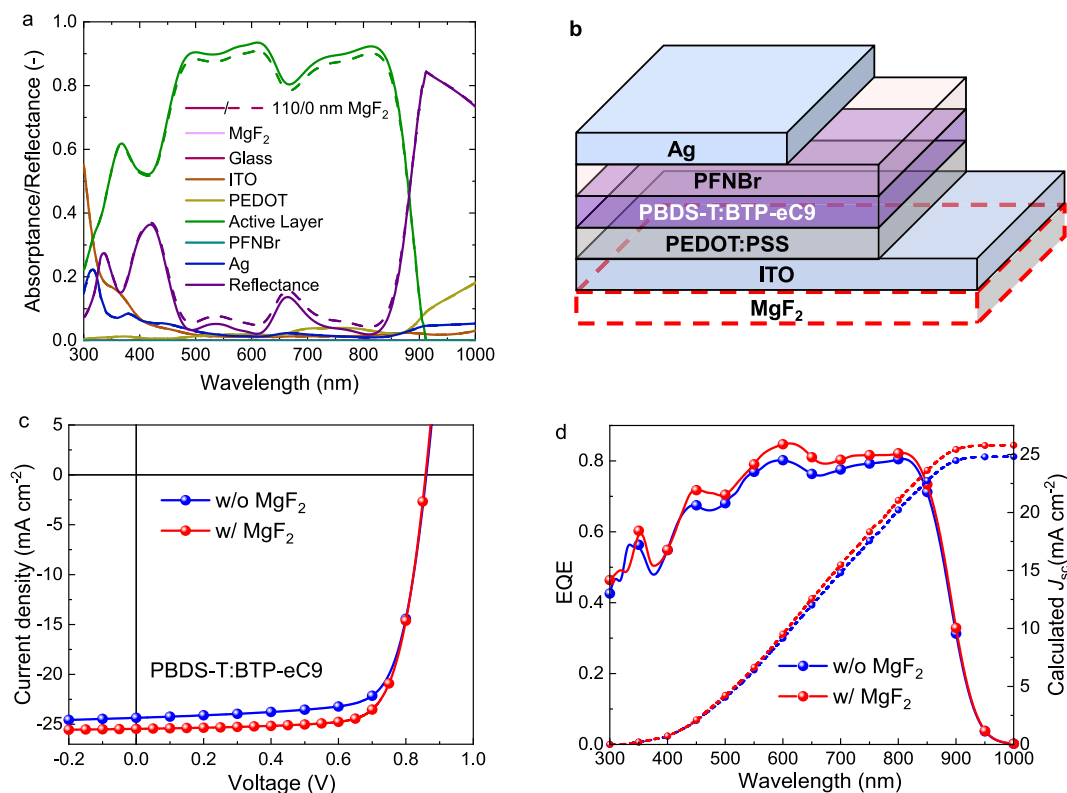 a
Absorptance/Reflectance (-)
1.0
0.8
0.6
0.4
0.2
0.0
110/0 nm MgF₂
MgF₂
Glass
ITO
PEDOT
Active Layer
PFNBr
Ag
Reflectance
300 400 500 600 700 800 900 1000
Wavelength (nm)
b
Ag
PFNBr
PBDS-T:BTP-eC9
PEDOT:PSS
ITO
MgF₂
c
Current density (mA cm⁻²)
5
0
-5
-10
-15
-20
-25
w/o MgF₂
w/ MgF₂
PBDS-T:BTP-eC9
-0.2 0.0 0.2 0.4 0.6 0.8 1.0
Voltage (V)
d
EQE
0.8
0.6
0.4
0.2
0.0
w/o MgF₂
w/ MgF₂
25
20
15
10
5
0
Calculated J_SC(mA cm⁻²)
300 400 500 600 700 800 900 1000
Wavelength (nm)